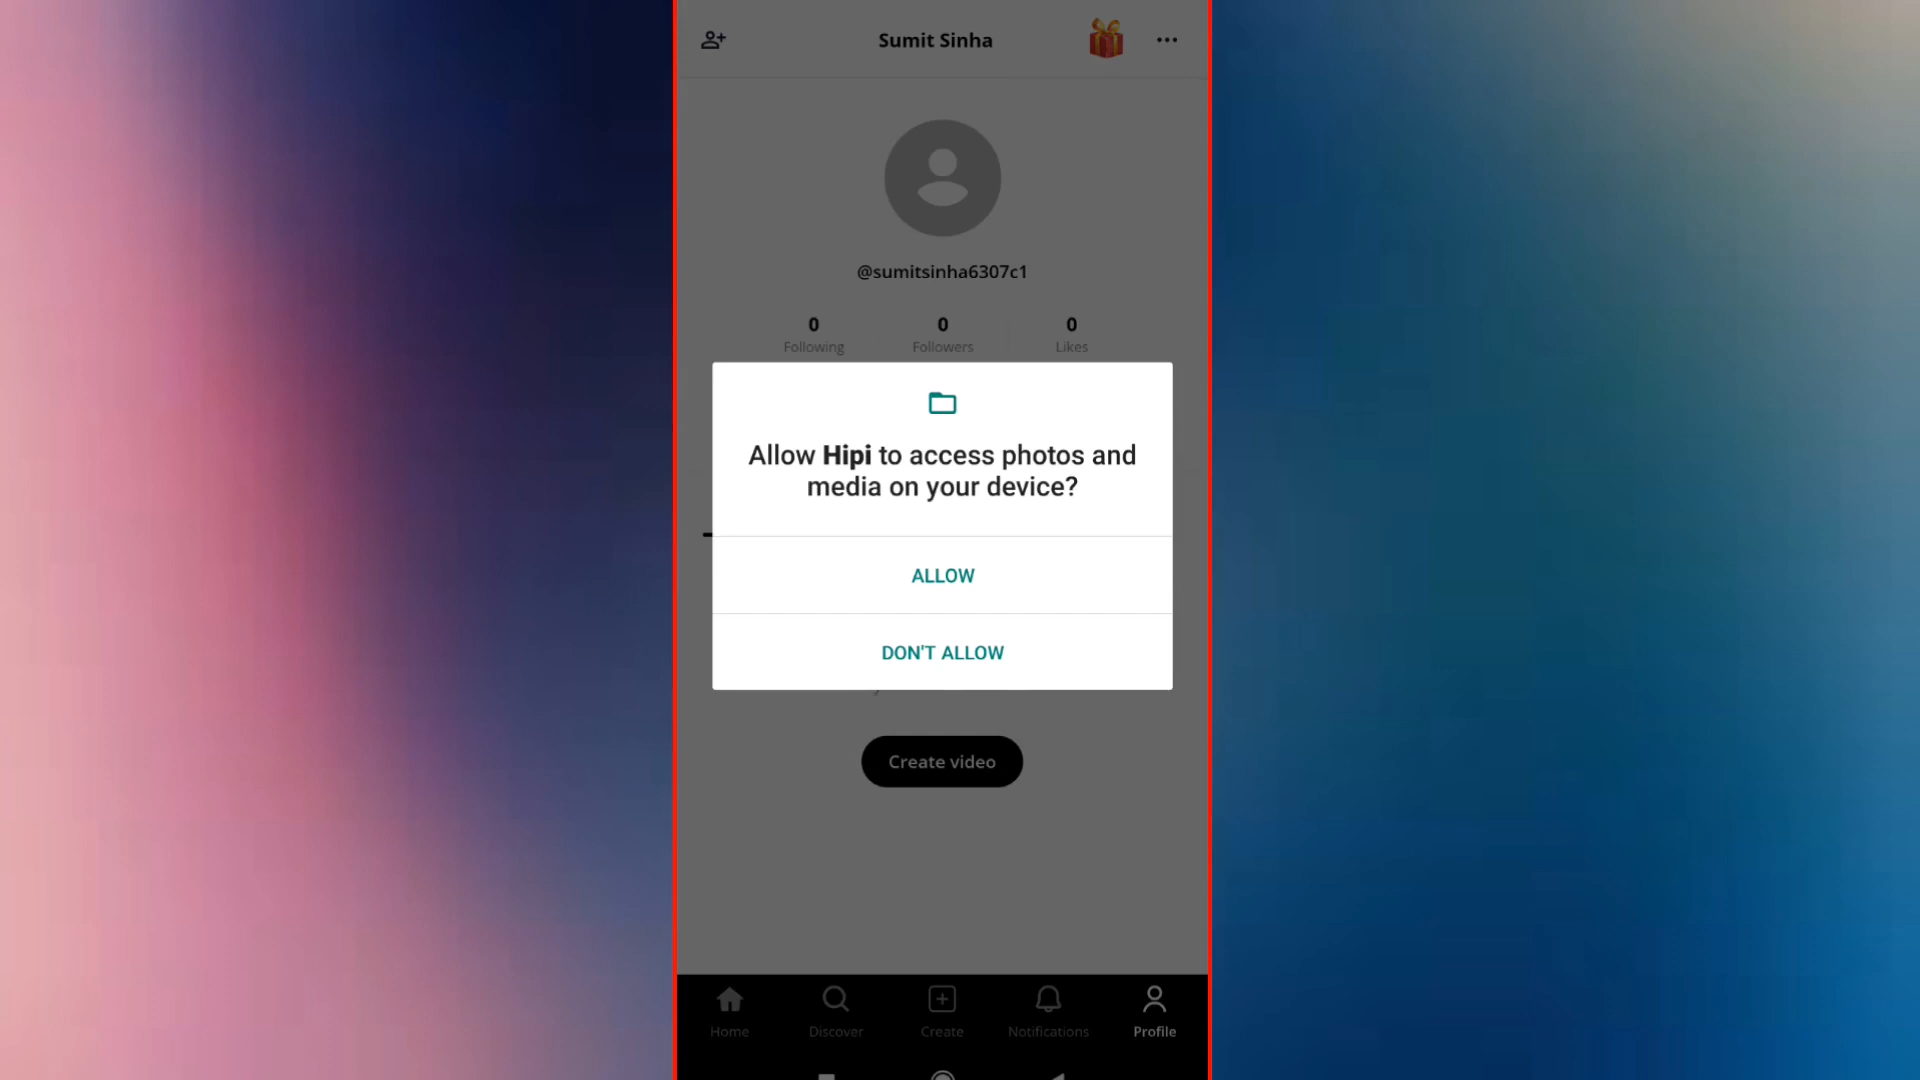 Sumit Sinha
@sumitsinha6307c1
0 0 0
Following Followers Likes
Allow Hipi to access photos and
media on your device?
ALLOW
DON'T ALLOW
Create video
Home Discover Create Notifications Profile